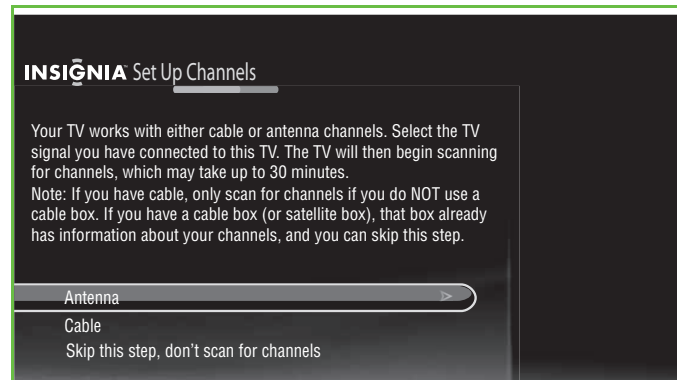 INSIGNIA™ Set Up Channels
Your TV works with either cable or antenna channels. Select the TV
signal you have connected to this TV. The TV will then begin scanning
for channels, which may take up to 30 minutes.
Note: If you have cable, only scan for channels if you do NOT use a
cable box. If you have a cable box (or satellite box), that box already
has information about your channels, and you can skip this step.
Antenna
Cable
Skip this step, don't scan for channels